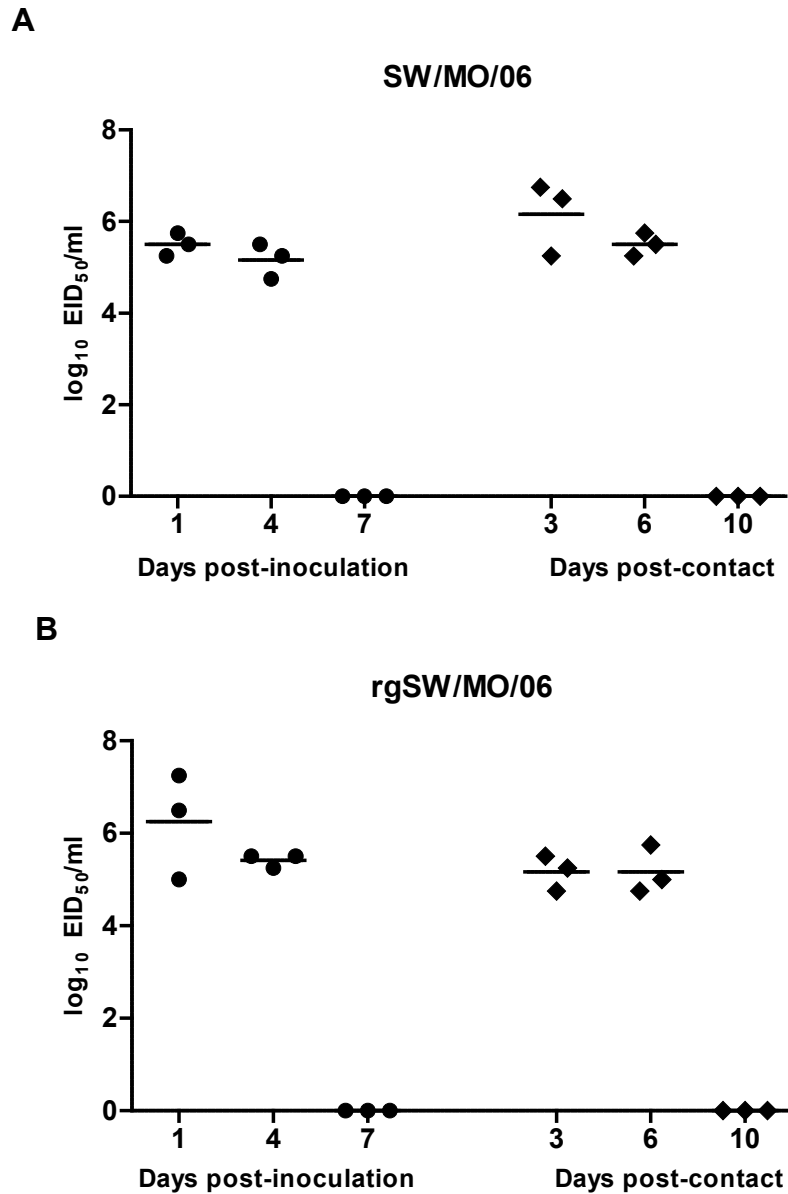 A
SW/MO/06
8
6
4
2
0
log₁₀ EID₅₀/ml
1 4 7 3 6 10
Days post-inoculation Days post-contact
B
rgSW/MO/06
8
6
4
2
0
log₁₀ EID₅₀/ml
1 4 7 3 6 10
Days post-inoculation Days post-contact